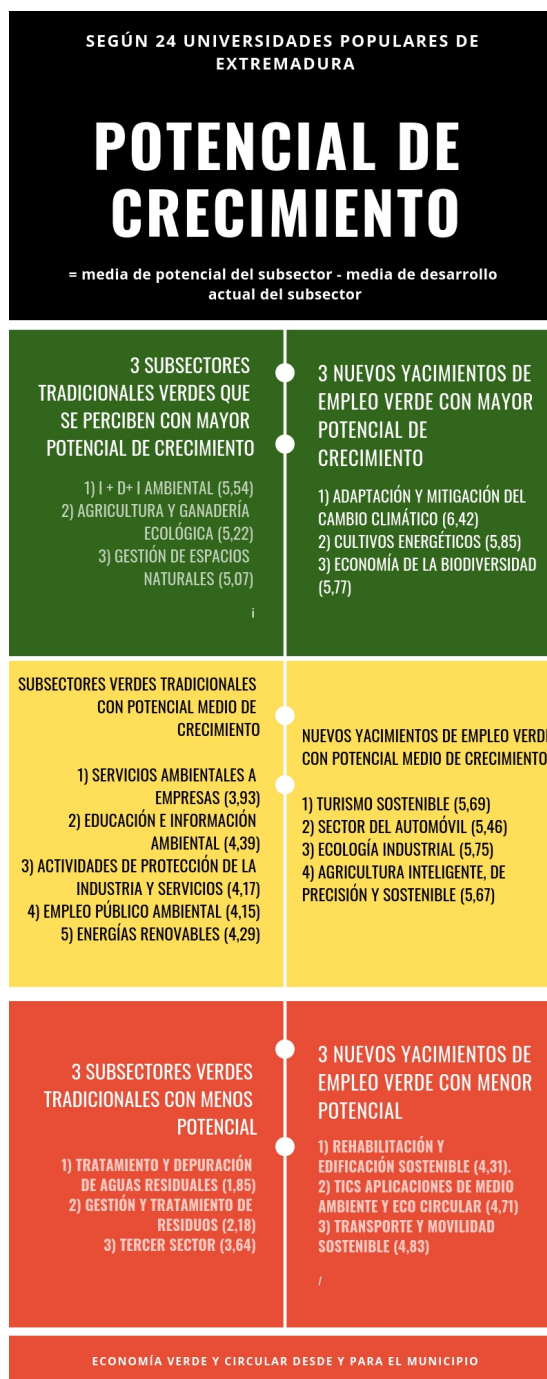 SEGÚN 24 UNIVERSIDADES POPULARES DE
EXTREMADURA
POTENCIAL DE
CRECIMIENTO
= media de potencial del subsector - media de desarrollo
actual del subsector
3 SUBSECTORES
TRADICIONALES VERDES QUE
SE PERCIBEN CON MAYOR
POTENCIAL DE CRECIMIENTO
1) I + D+ I AMBIENTAL (5,54)
2) AGRICULTURA Y GANADERÍA
ECOLÓGICA (5,22)
3) GESTIÓN DE ESPACIOS
NATURALES (5,07)
i
3 NUEVOS YACIMIENTOS DE
EMPLEO VERDE CON MAYOR
POTENCIAL DE
CRECIMIENTO
1) ADAPTACIÓN Y MITIGACIÓN DEL
CAMBIO CLIMÁTICO (6,42)
2) CULTIVOS ENERGÉTICOS (5,85)
3) ECONOMÍA DE LA BIODIVERSIDAD
(5,77)
SUBSECTORES VERDES TRADICIONALES
CON POTENCIAL MEDIO DE
CRECIMIENTO
1) SERVICIOS AMBIENTALES A
EMPRESAS (3,93)
2) EDUCACIÓN E INFORMACIÓN
AMBIENTAL (4,39)
3) ACTIVIDADES DE PROTECCIÓN DE LA
INDUSTRIA Y SERVICIOS (4,17)
4) EMPLEO PÚBLICO AMBIENTAL (4,15)
5) ENERGÍAS RENOVABLES (4,29)
NUEVOS YACIMIENTOS DE EMPLEO VERDE
CON POTENCIAL MEDIO DE CRECIMIENTO
1) TURISMO SOSTENIBLE (5,69)
2) SECTOR DEL AUTOMÓVIL (5,46)
3) ECOLOGÍA INDUSTRIAL (5,75)
4) AGRICULTURA INTELIGENTE, DE
PRECISIÓN Y SOSTENIBLE (5,67)
3 SUBSECTORES VERDES
TRADICIONALES CON MENOS
POTENCIAL
1) TRATAMIENTO Y DEPURACIÓN
DE AGUAS RESIDUALES (1,85)
2) GESTIÓN Y TRATAMIENTO DE
RESIDUOS (2,18)
3) TERCER SECTOR (3,64)
3 NUEVOS YACIMIENTOS DE
EMPLEO VERDE CON MENOR
POTENCIAL
1) REHABILITACIÓN Y
EDIFICACIÓN SOSTENIBLE (4,31).
2) TICS APLICACIONES DE MEDIO
AMBIENTE Y ECO CIRCULAR (4,71)
3) TRANSPORTE Y MOVILIDAD
SOSTENIBLE (4,83)
/
ECONOMÍA VERDE Y CIRCULAR DESDE Y PARA EL MUNICIPIO